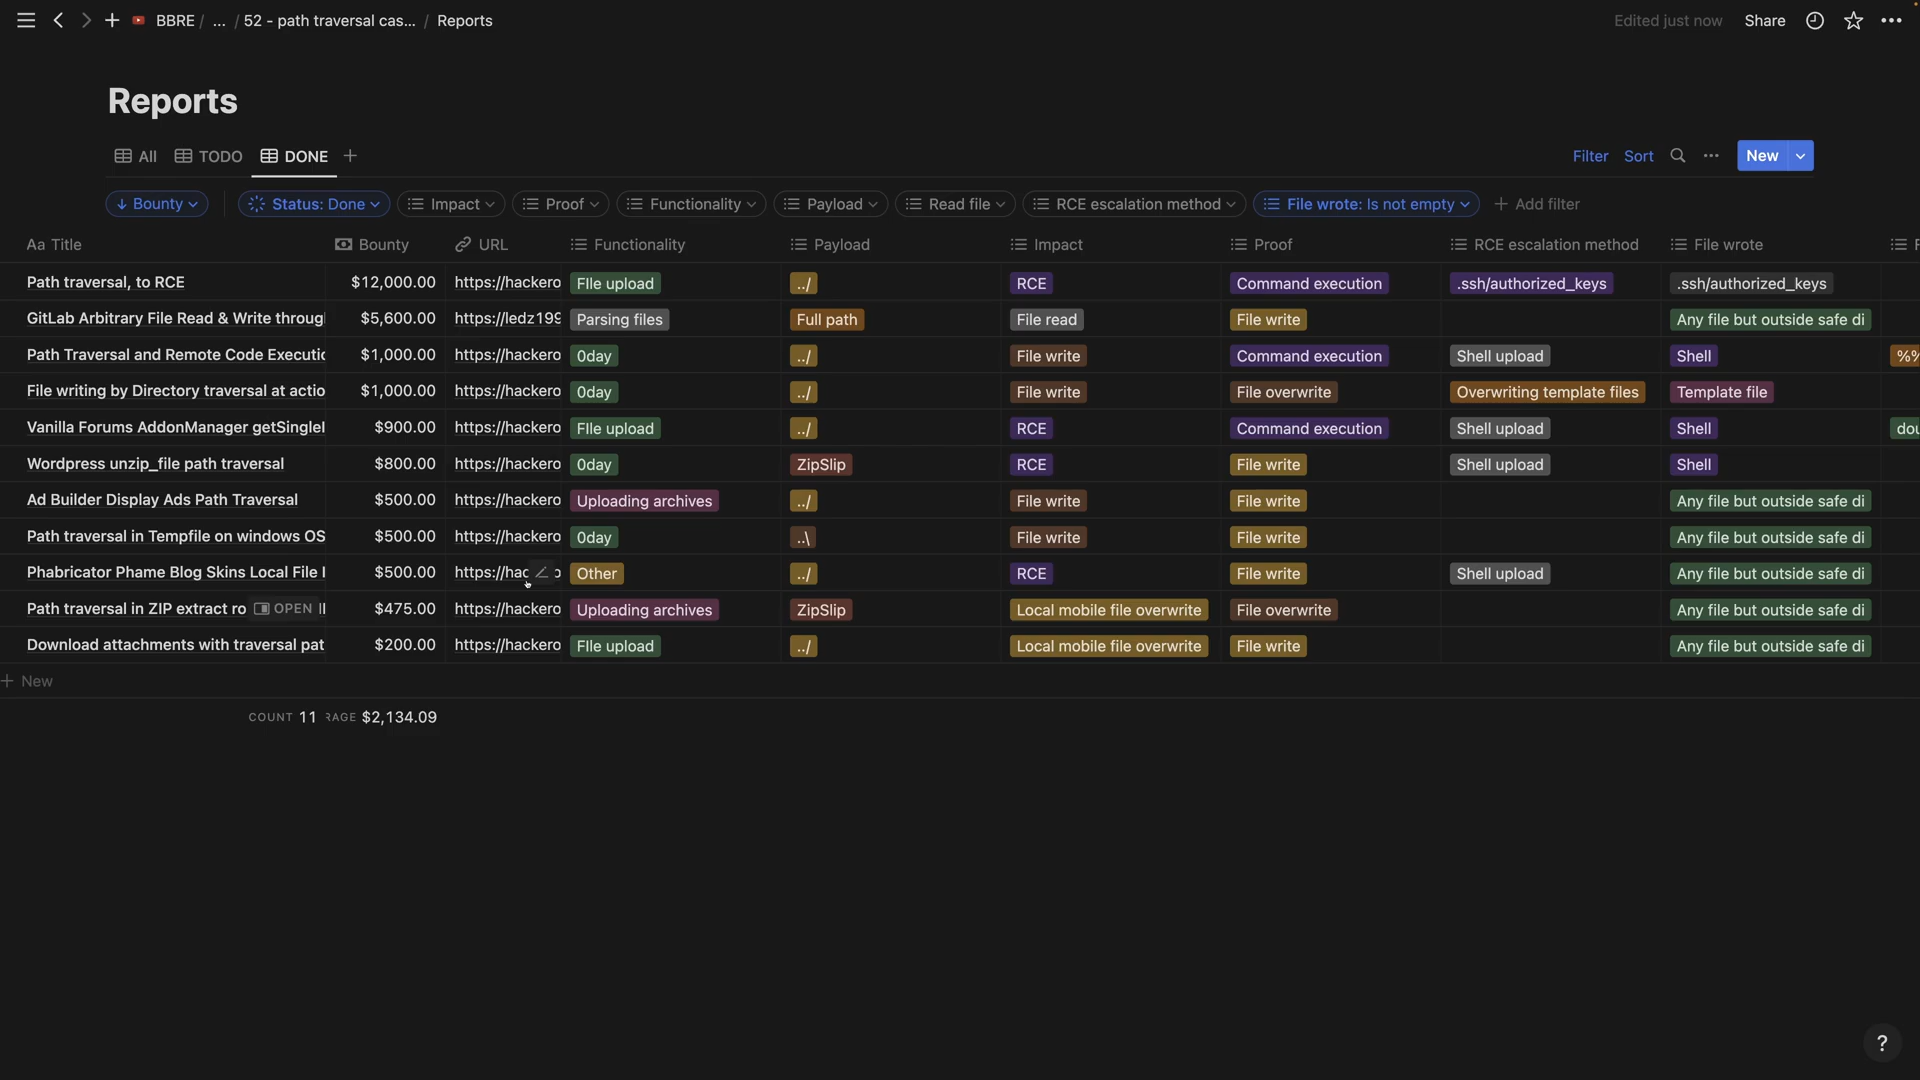 BBRE / ... / 52 - path traversal cas... / Reports
Edited just now Share
Reports
All TODO DONE
Filter Sort New
Bounty Status: Done Impact Proof Functionality Payload Read file RCE escalation method File wrote: Is not empty + Add filter
Aa Title Bounty URL Functionality Payload Impact Proof RCE escalation method File wrote F
Path traversal, to RCE $12,000.00 https://hackero FIle upload ../ RCE Command execution .ssh/authorized_keys .ssh/authorized_keys
GitLab Arbitrary File Read & Write throug $5,600.00 https://ledz199 Parsing files Full path File read File write Any file but outside safe di
Path Traversal and Remote Code Executic $1,000.00 https://hackero 0day ../ File write Command execution Shell upload Shell %%
File writing by Directory traversal at actio $1,000.00 https://hackero 0day ../ File write File overwrite Overwriting template files Template file
Vanilla Forums AddonManager getSingleI $900.00 https://hackero FIle upload ../ RCE Command execution Shell upload Shell dou
Wordpress unzip_file path traversal $800.00 https://hackero 0day ZipSlip RCE File write Shell upload Shell
Ad Builder Display Ads Path Traversal $500.00 https://hackero Uploading archives ../ File write File write Any file but outside safe di
Path traversal in Tempfile on windows OS $500.00 https://hackero 0day ..\ File write File write Any file but outside safe di
Phabricator Phame Blog Skins Local File I $500.00 https://hac Other ../ RCE File write Shell upload Any file but outside safe di
Path traversal in ZIP extract ro OPEN $475.00 https://hackero Uploading archives ZipSlip Local mobile file overwrite File overwrite Any file but outside safe di
Download attachments with traversal pat $200.00 https://hackero FIle upload ../ Local mobile file overwrite File write Any file but outside safe di
+ New
COUNT 11 RAGE $2,134.09
?